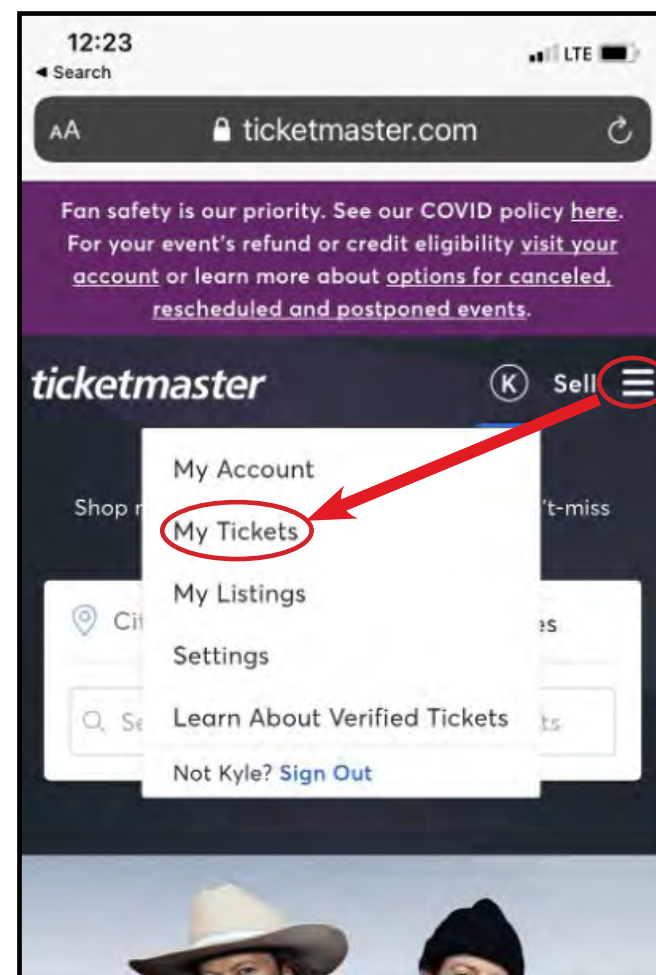 12:23
LTE
Search
AA ticketmaster.com
Fan safety is our priority. See our COVID policy here.
For your event's refund or credit eligibility visit your
account or learn more about options for canceled,
rescheduled and postponed events.
ticketmaster K Sell
My Account
Shop 't-miss
My Tickets
My Listings
Settings
Learn About Verified Tickets
Not Kyle? Sign Out